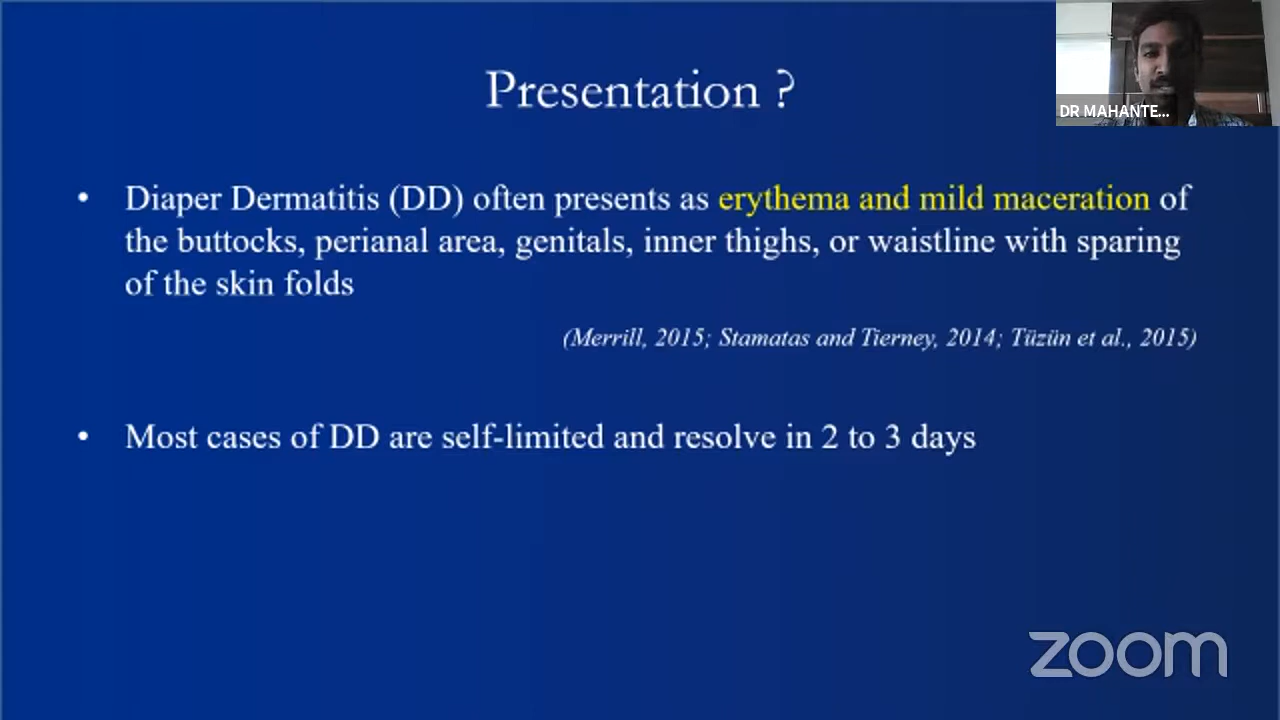 Presentation ?
DR MAHANTE...
• Diaper Dermatitis (DD) often presents as erythema and mild maceration of
the buttocks, perianal area, genitals, inner thighs, or waistline with sparing
of the skin folds
(Merrill, 2015; Stamatas and Tierney, 2014; Tüzün et al., 2015)
• Most cases of DD are self-limited and resolve in 2 to 3 days
zoom